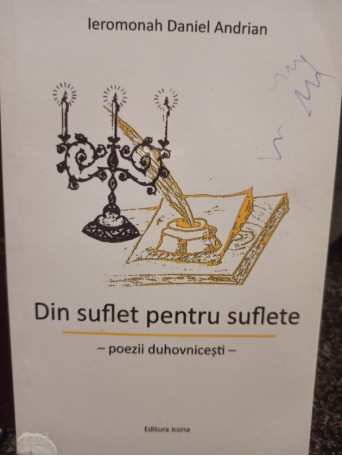 Ieromonah Daniel Andrian
Din suflet pentru suflete
– poezii duhovnicești –
Editura Icona